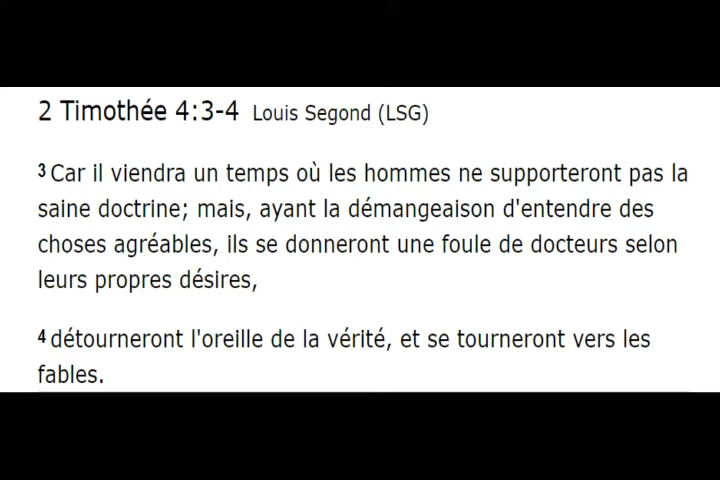 2 Timothée 4:3-4 Louis Segond (LSG)
3 Car il viendra un temps où les hommes ne supporteront pas la
saine doctrine; mais, ayant la démangeaison d'entendre des
choses agréables, ils se donneront une foule de docteurs selon
leurs propres désires,
4 détourneront l'oreille de la vérité, et se tourneront vers les
fables.